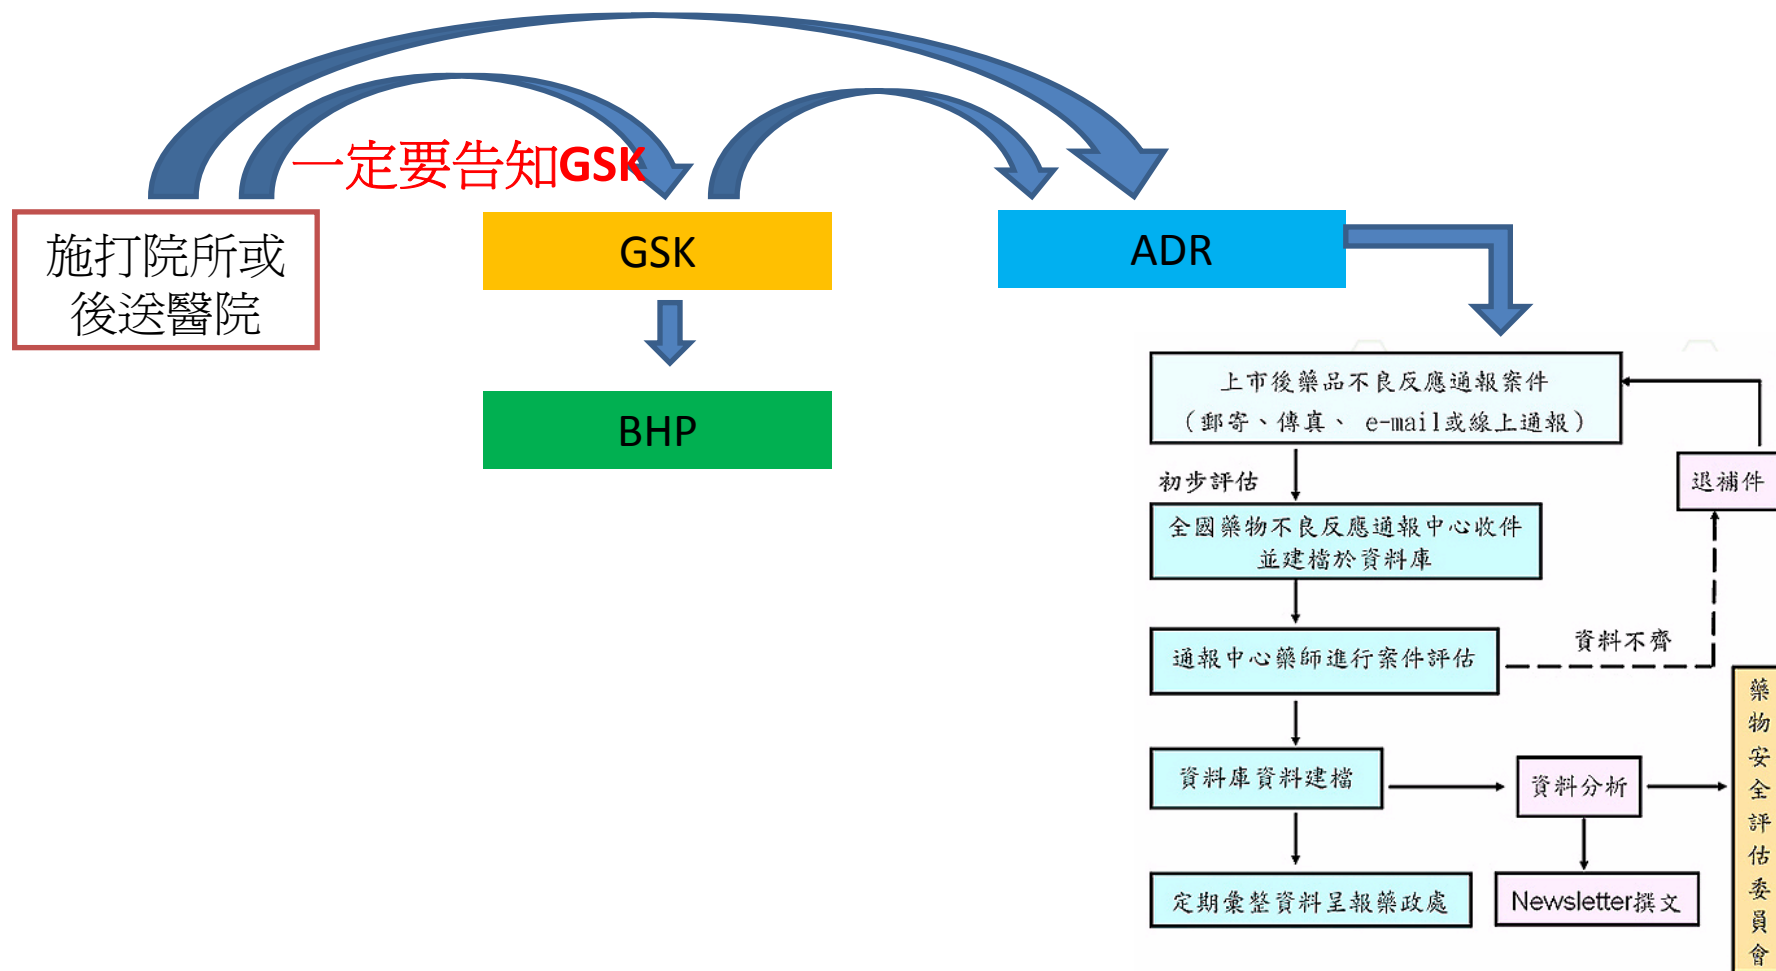 一定要告知GSK
施打院所或
後送醫院
GSK
ADR
BHP
上市後藥品不良反應通報案件
(郵寄、傳真、 e-mail或線上通報)
退補件
初步評估
全國藥物不良反應通報中心收件
並建檔於資料庫
資料不齊
通報中心藥師進行案件評估
資料庫資料建檔
資料分析
藥物安全評估委員會
定期彙整資料呈報藥政處
Newsletter撰文